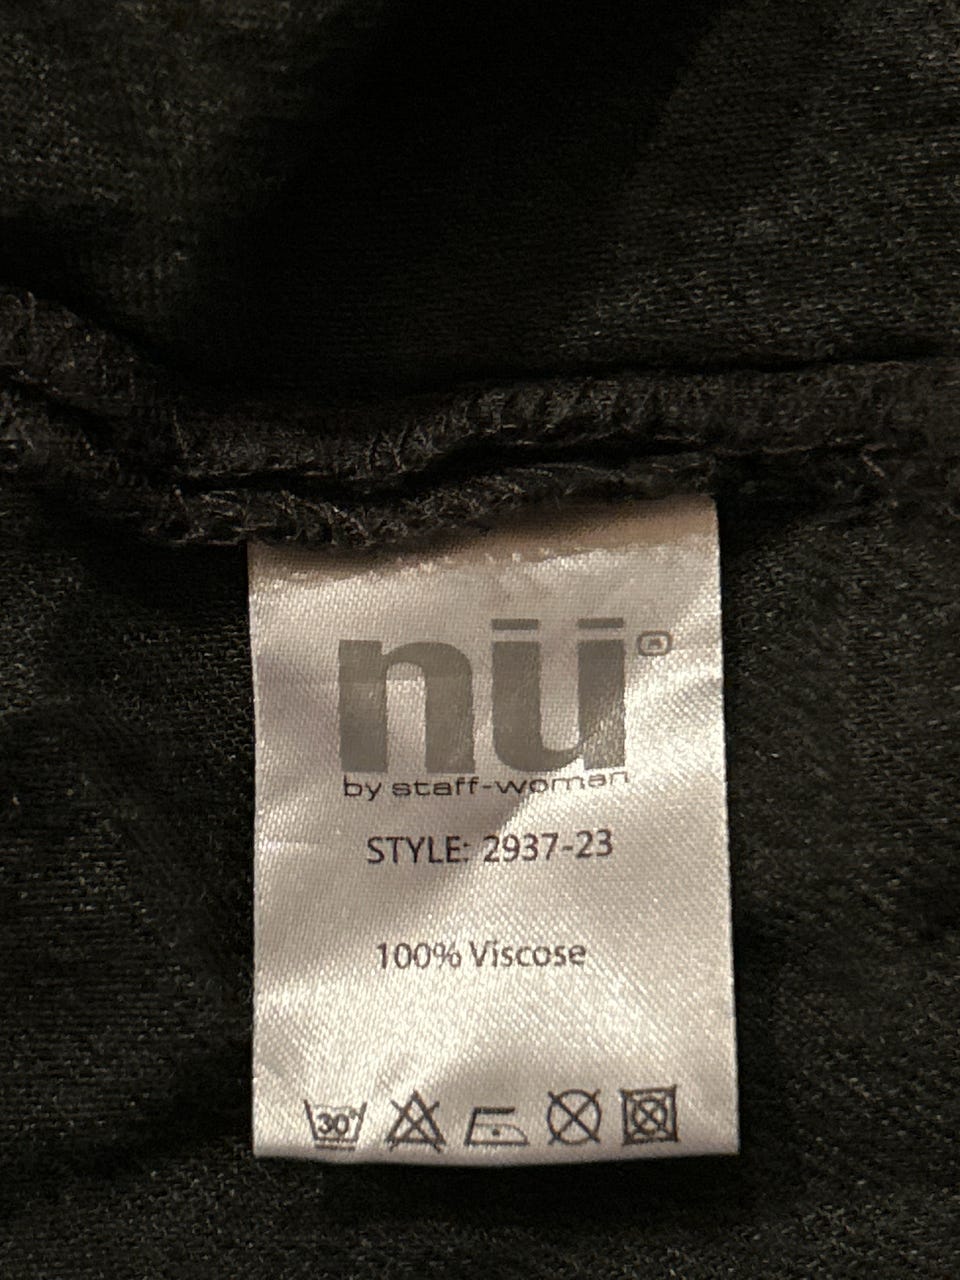 nü®
by staff-woman
STYLE: 2937-23
100% Viscose
30°